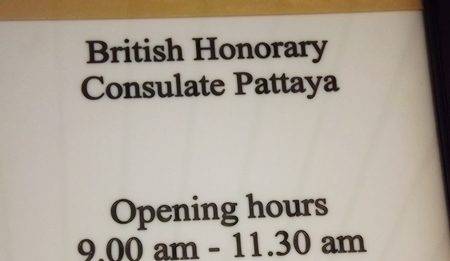 British Honorary
Consulate Pattaya
Opening hours
9.00 am - 11.30 am